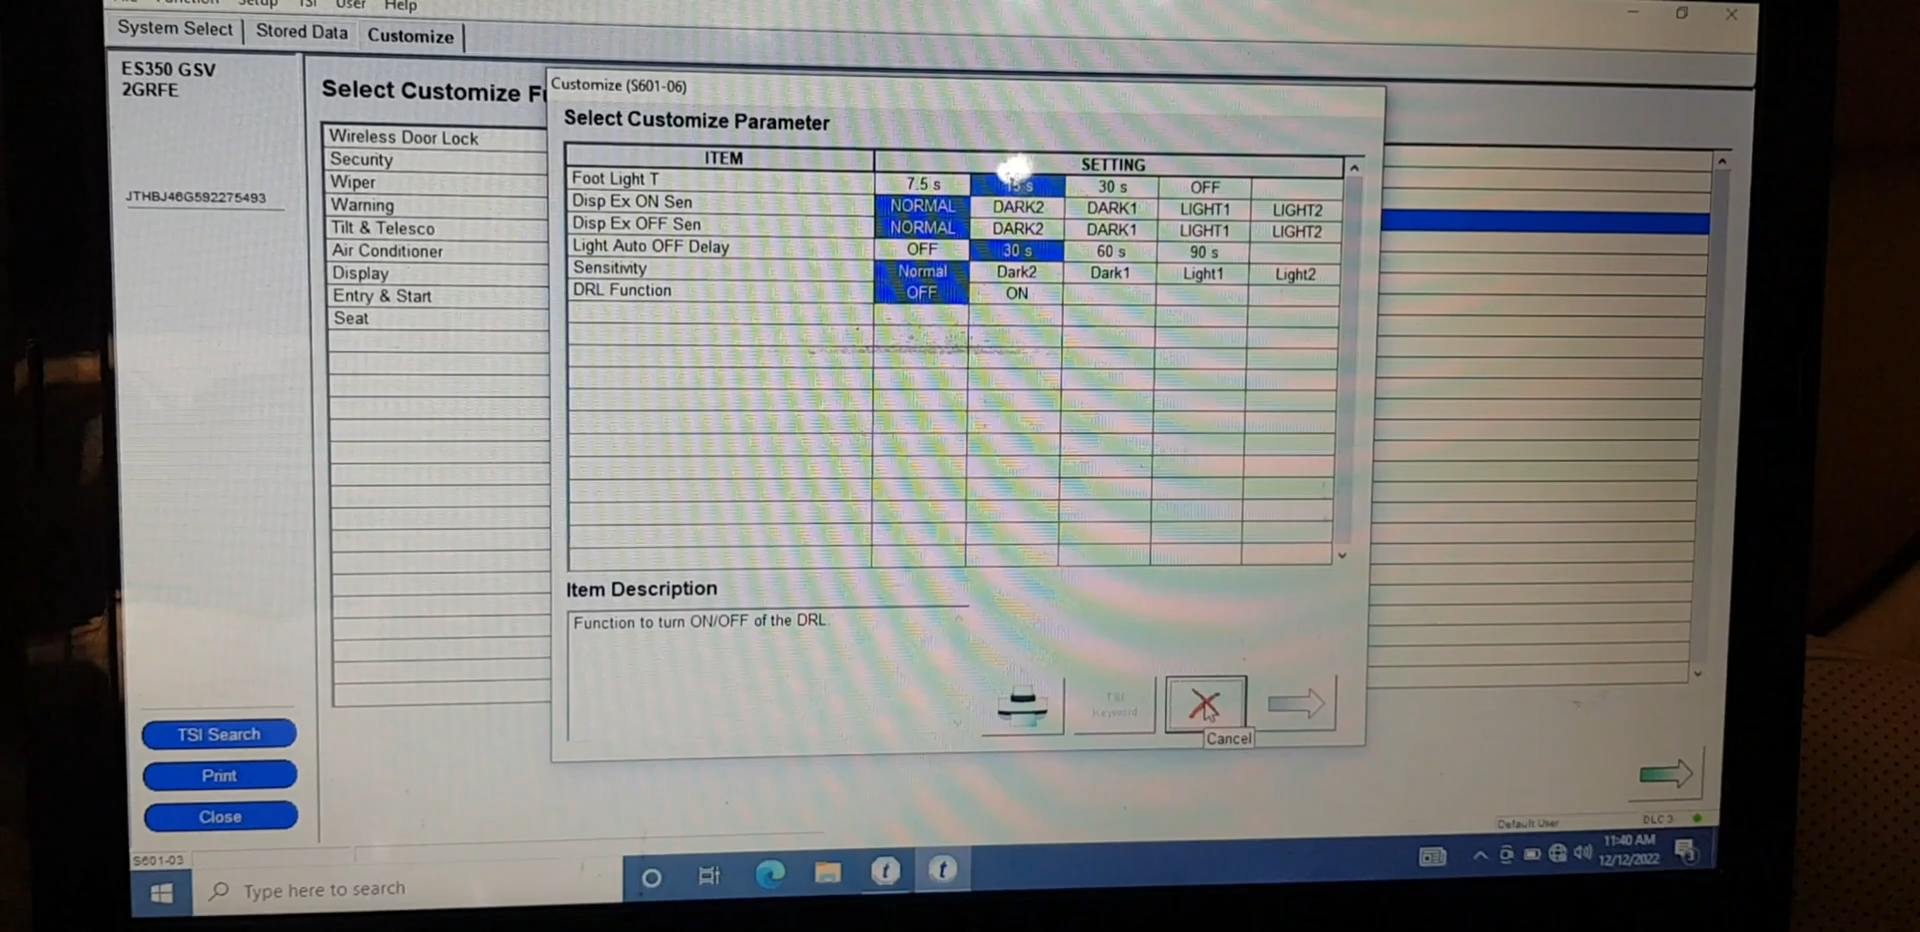 Function Setup TSI User Help
System Select Stored Data Customize
ES350 GSV
2GRFE
JTHBJ46G592275493
Select Customize F
Wireless Door Lock
Security
Wiper
Warning
Tilt & Telesco
Air Conditioner
Display
Entry & Start
Seat
Customize (S601-06)
Select Customize Parameter
ITEM SETTING
Foot Light T 7.5 s 15 s 30 s OFF
Disp Ex ON Sen NORMAL DARK2 DARK1 LIGHT1 LIGHT2
Disp Ex OFF Sen NORMAL DARK2 DARK1 LIGHT1 LIGHT2
Light Auto OFF Delay OFF 30 s 60 s 90 s
Sensitivity Normal Dark2 Dark1 Light1 Light2
DRL Function OFF ON
Item Description
Function to turn ON/OFF of the DRL.
TSI
Keyword
Cancel
TSI Search
Print
Close
Default User DLC 3
S601-03
Type here to search
11:40 AM
12/12/2022
3